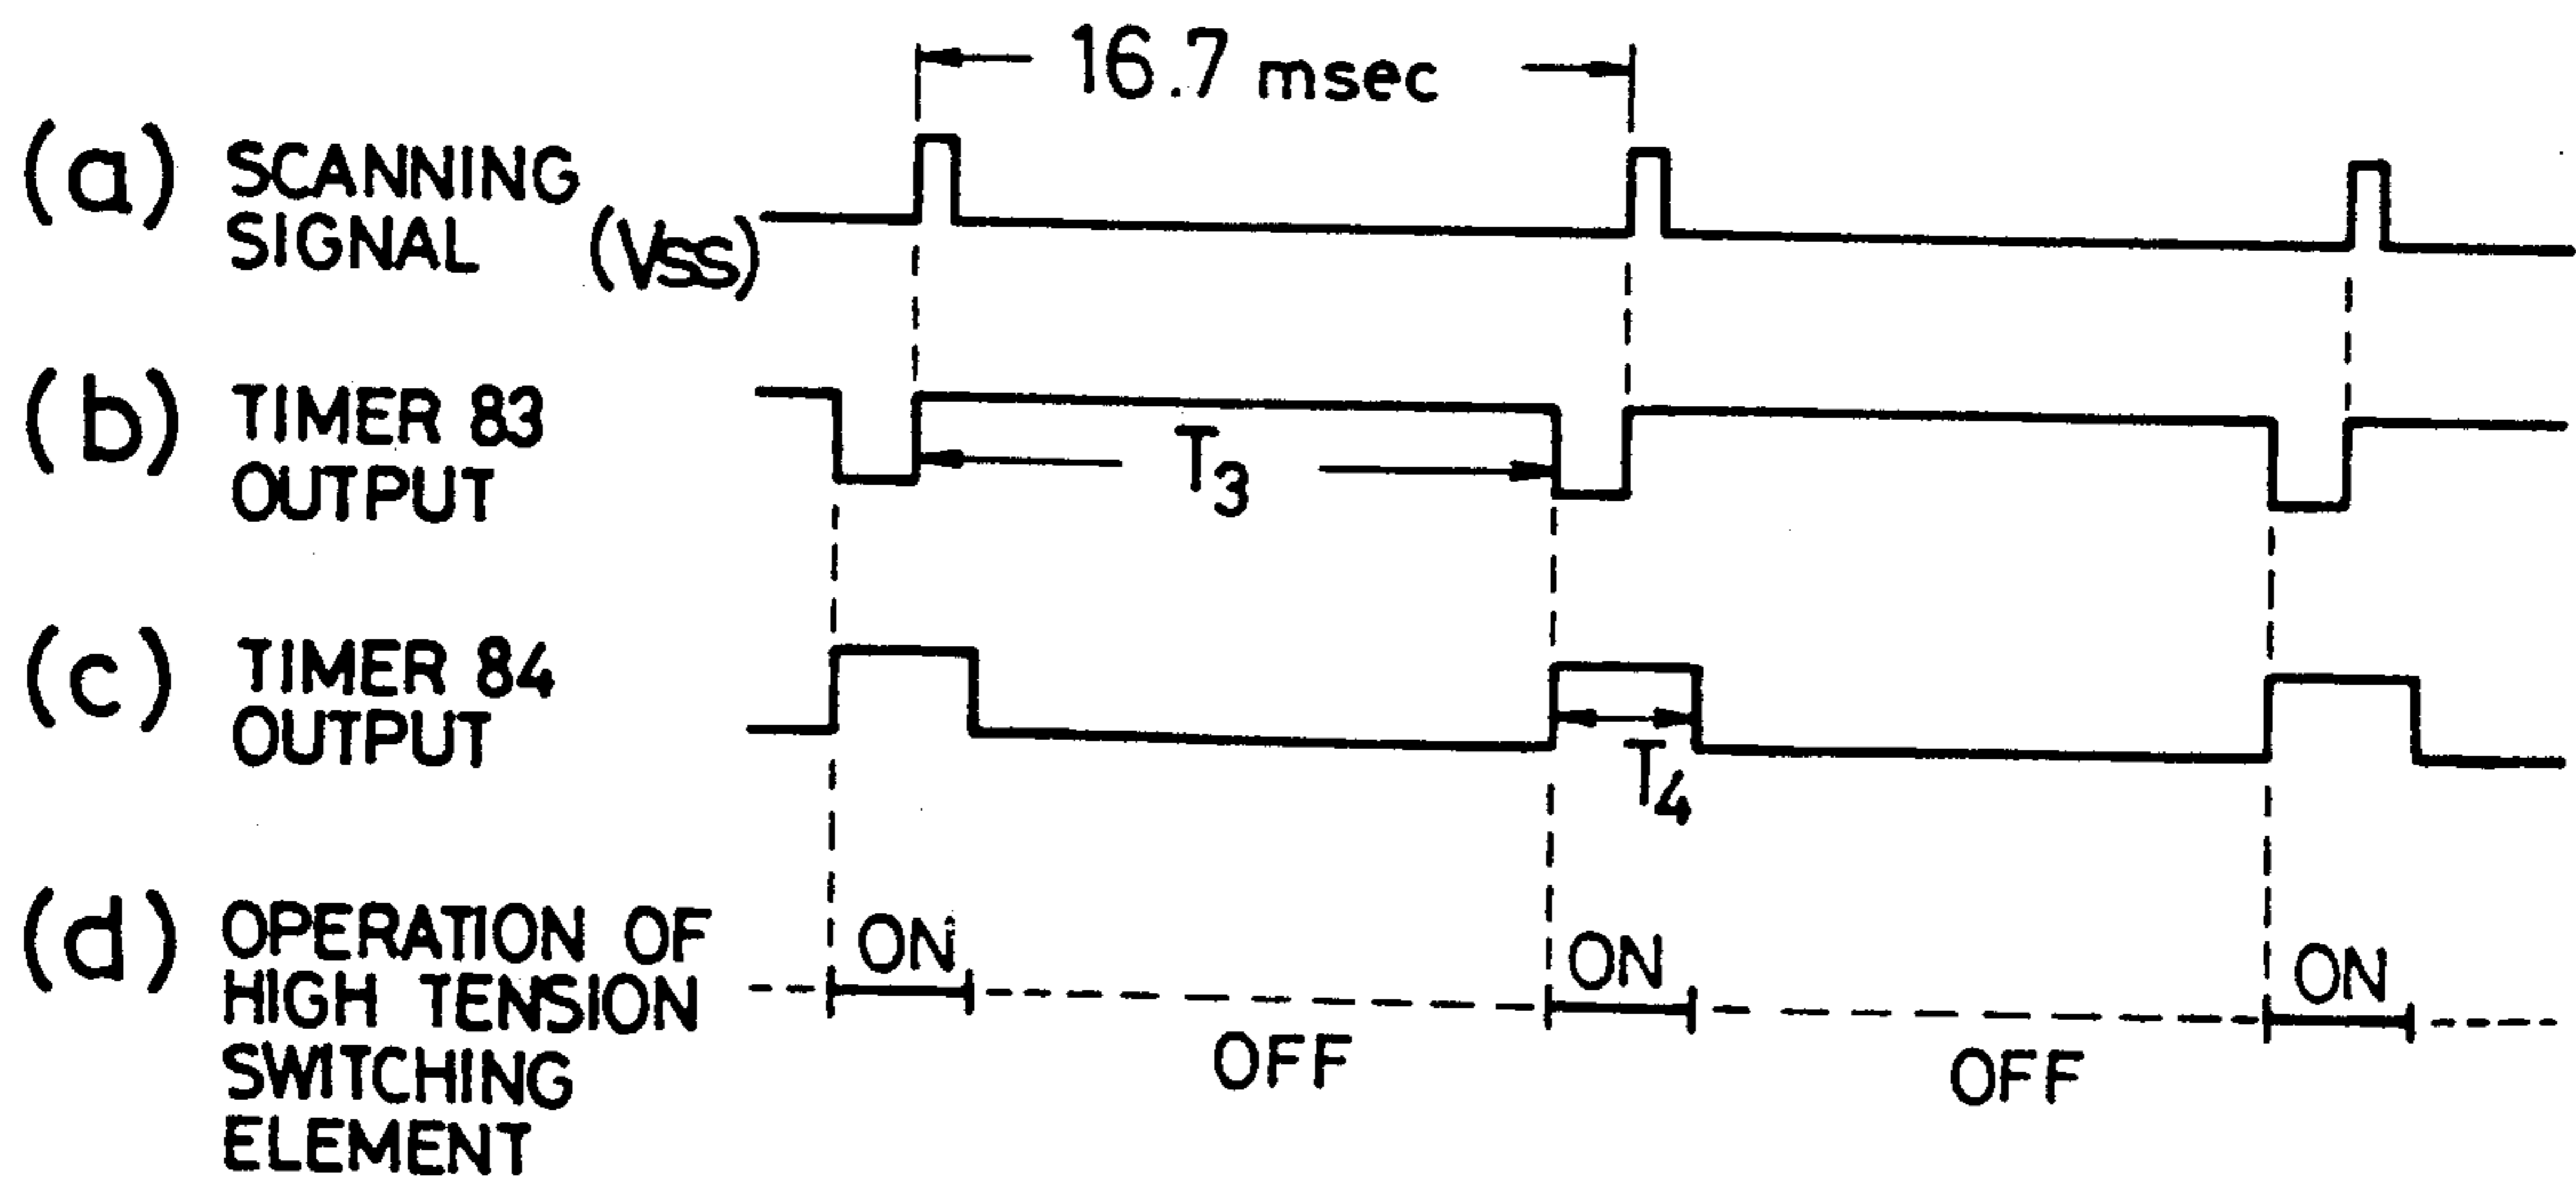 16.7 msec
(a) SCANNING
SIGNAL (VSS)
(b) TIMER 83
OUTPUT
T3
(c) TIMER 84
OUTPUT
T4
(d) OPERATION OF
HIGH TENSION
SWITCHING
ELEMENT
ON
OFF
ON
OFF
ON